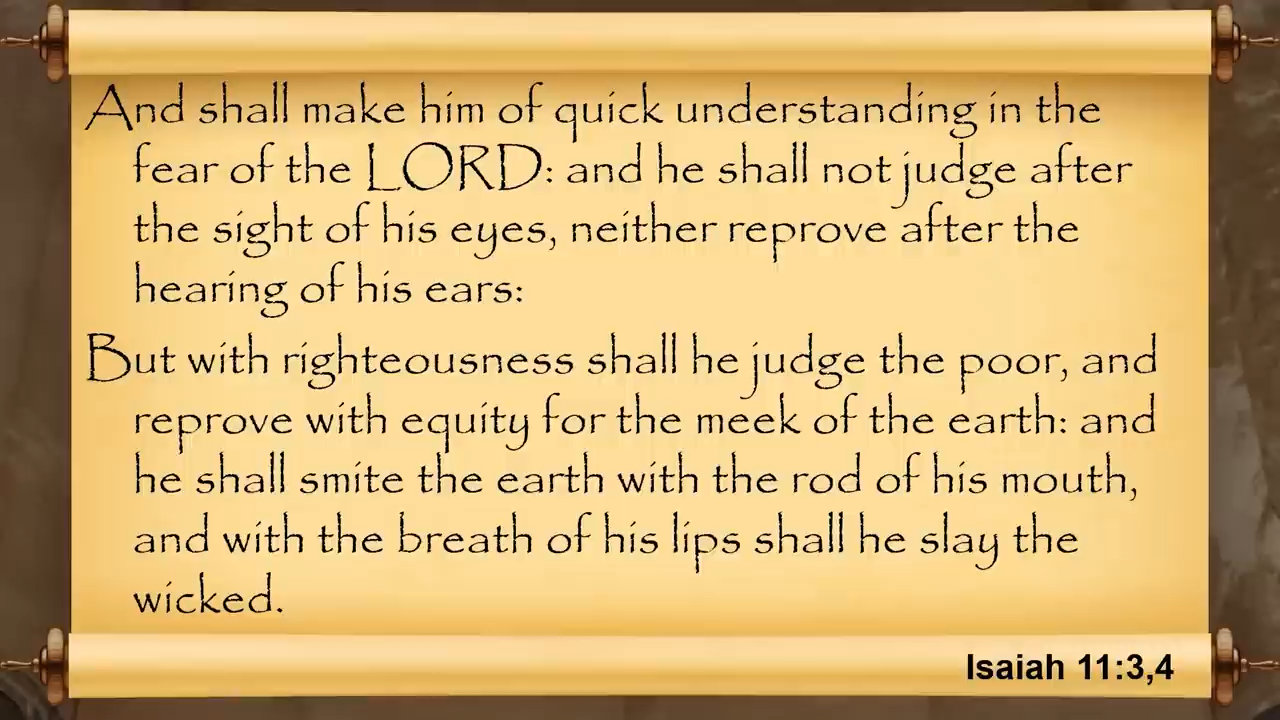 And shall make him of quick understanding in the
fear of the LORD: and he shall not judge after
the sight of his eyes, neither reprove after the
hearing of his ears:
But with righteousness shall he judge the poor, and
reprove with equity for the meek of the earth: and
he shall smite the earth with the rod of his mouth,
and with the breath of his lips shall he slay the
wicked.
Isaiah 11:3,4